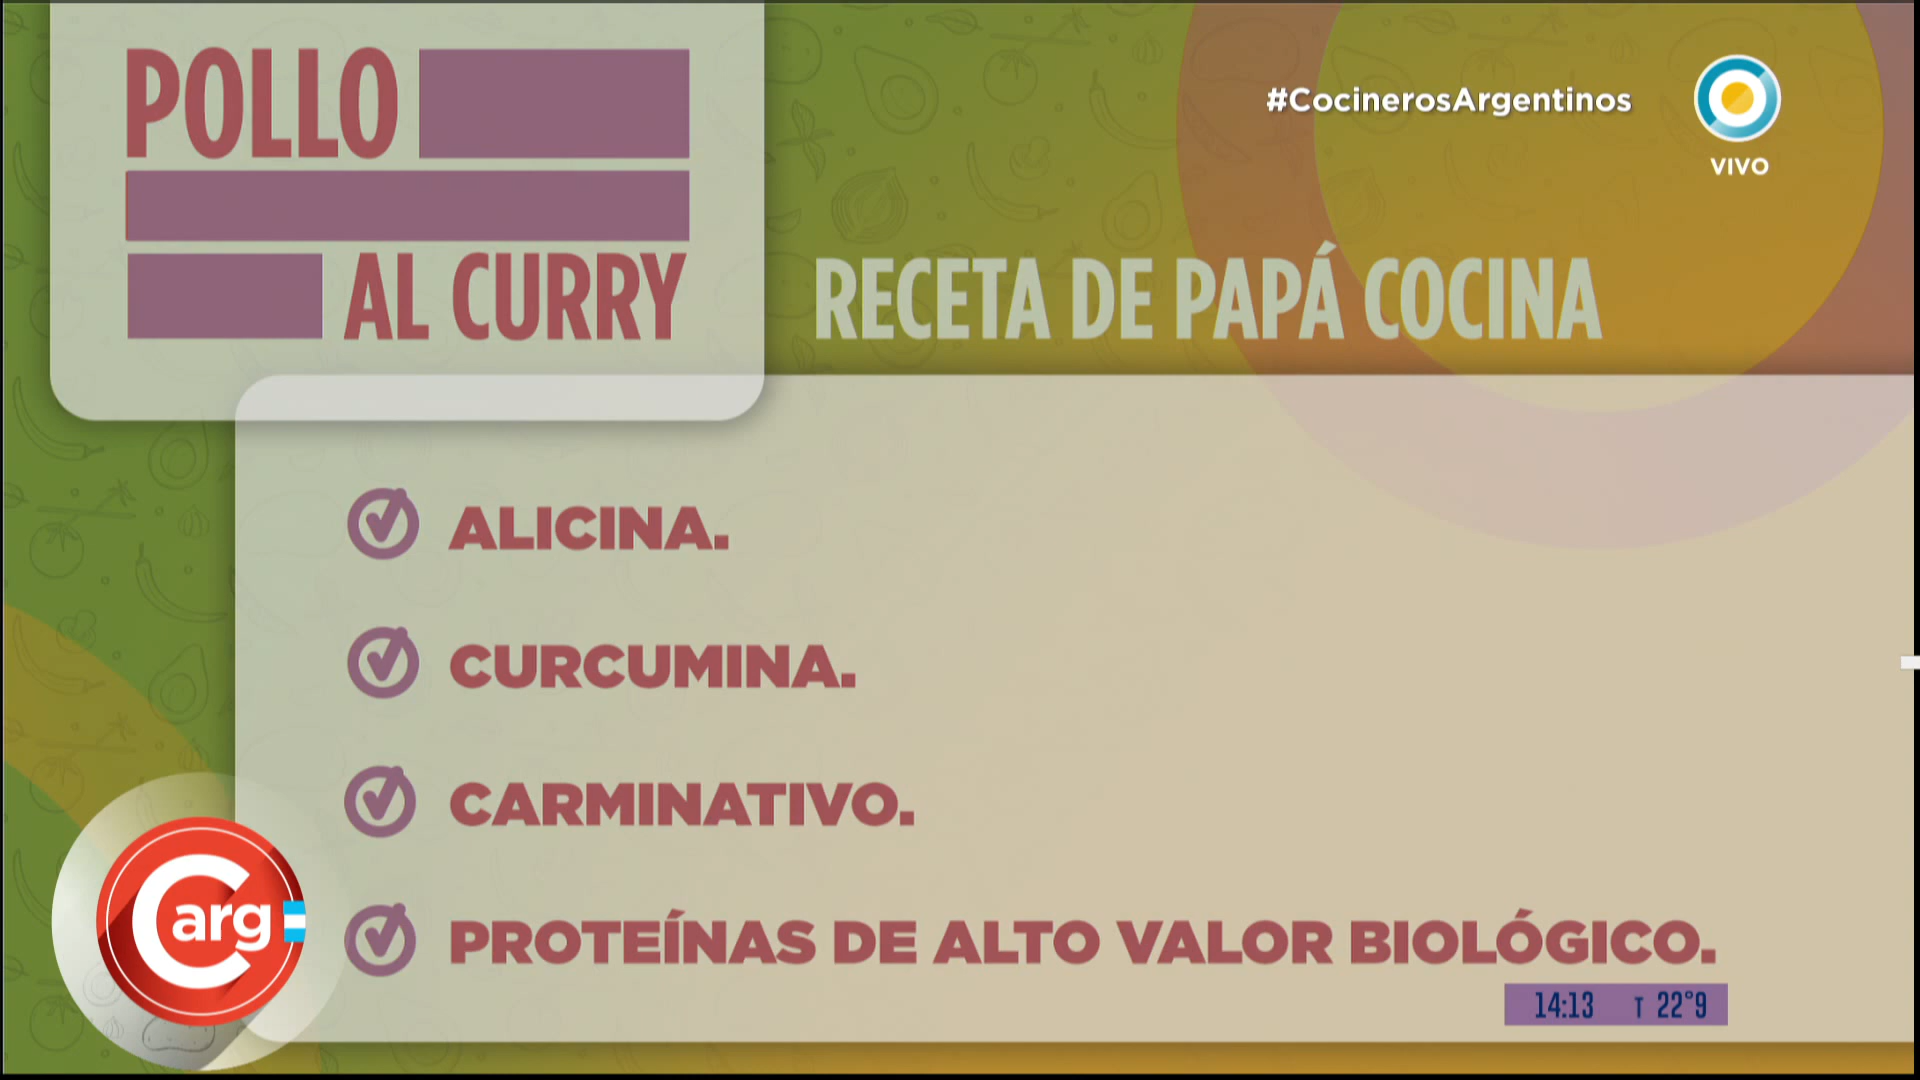 POLLO
AL CURRY
#CocinerosArgentinos
VIVO
RECETA DE PAPÁ COCINA
ALICINA.
CURCUMINA.
CARMINATIVO.
PROTEÍNAS DE ALTO VALOR BIOLÓGICO.
Carg
14:13 T 22°9